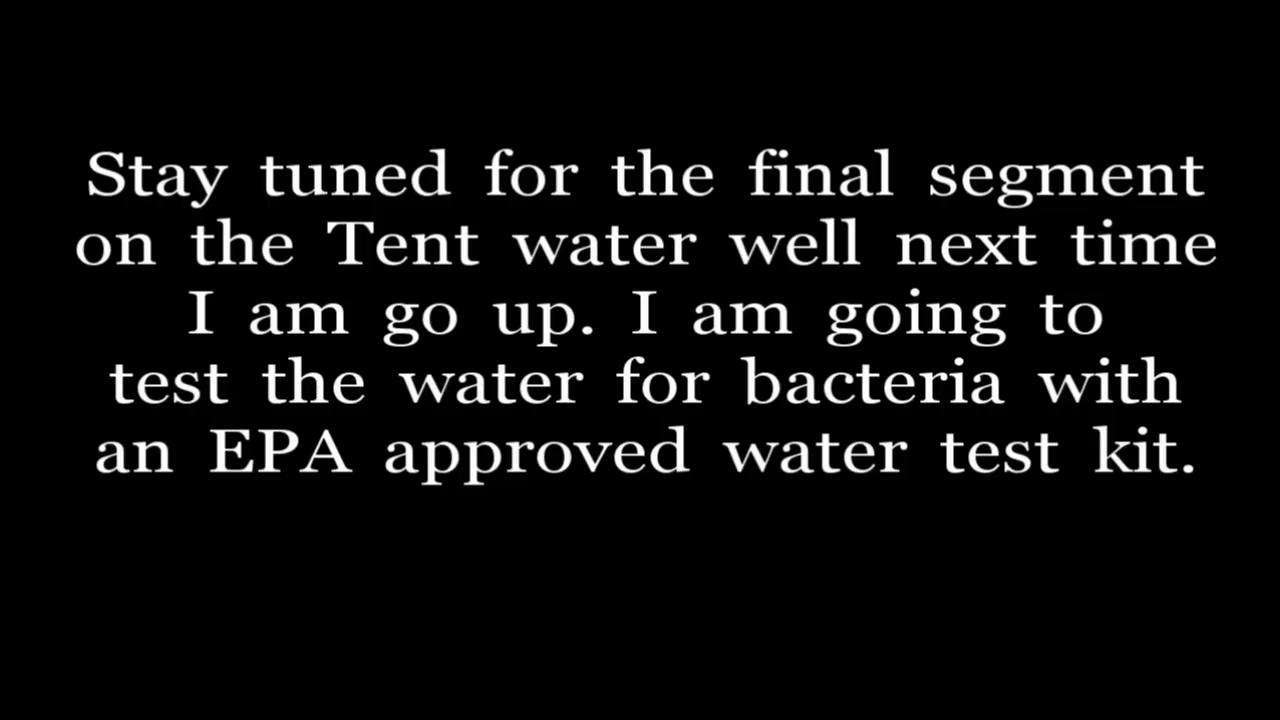 Stay tuned for the final segment
on the Tent water well next time
I am go up. I am going to
test the water for bacteria with
an EPA approved water test kit.